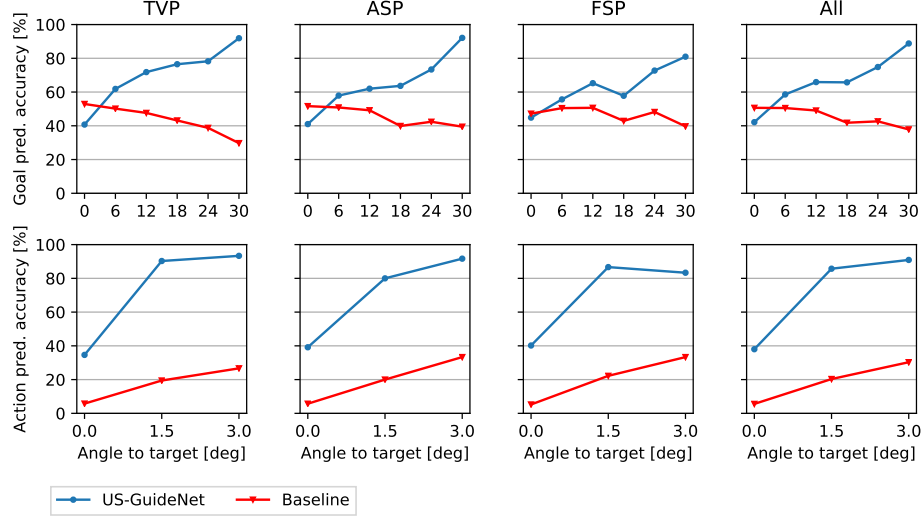 TVP ASP FSP All
Goal pred. accuracy [%]
100
80
60
40
20
0
0 6 12 18 24 30 0 6 12 18 24 30 0 6 12 18 24 30 0 6 12 18 24 30
Action pred. accuracy [%]
100
80
60
40
20
0
0.0 1.5 3.0 0.0 1.5 3.0 0.0 1.5 3.0 0.0 1.5 3.0
Angle to target [deg] Angle to target [deg] Angle to target [deg] Angle to target [deg]
US-GuideNet Baseline